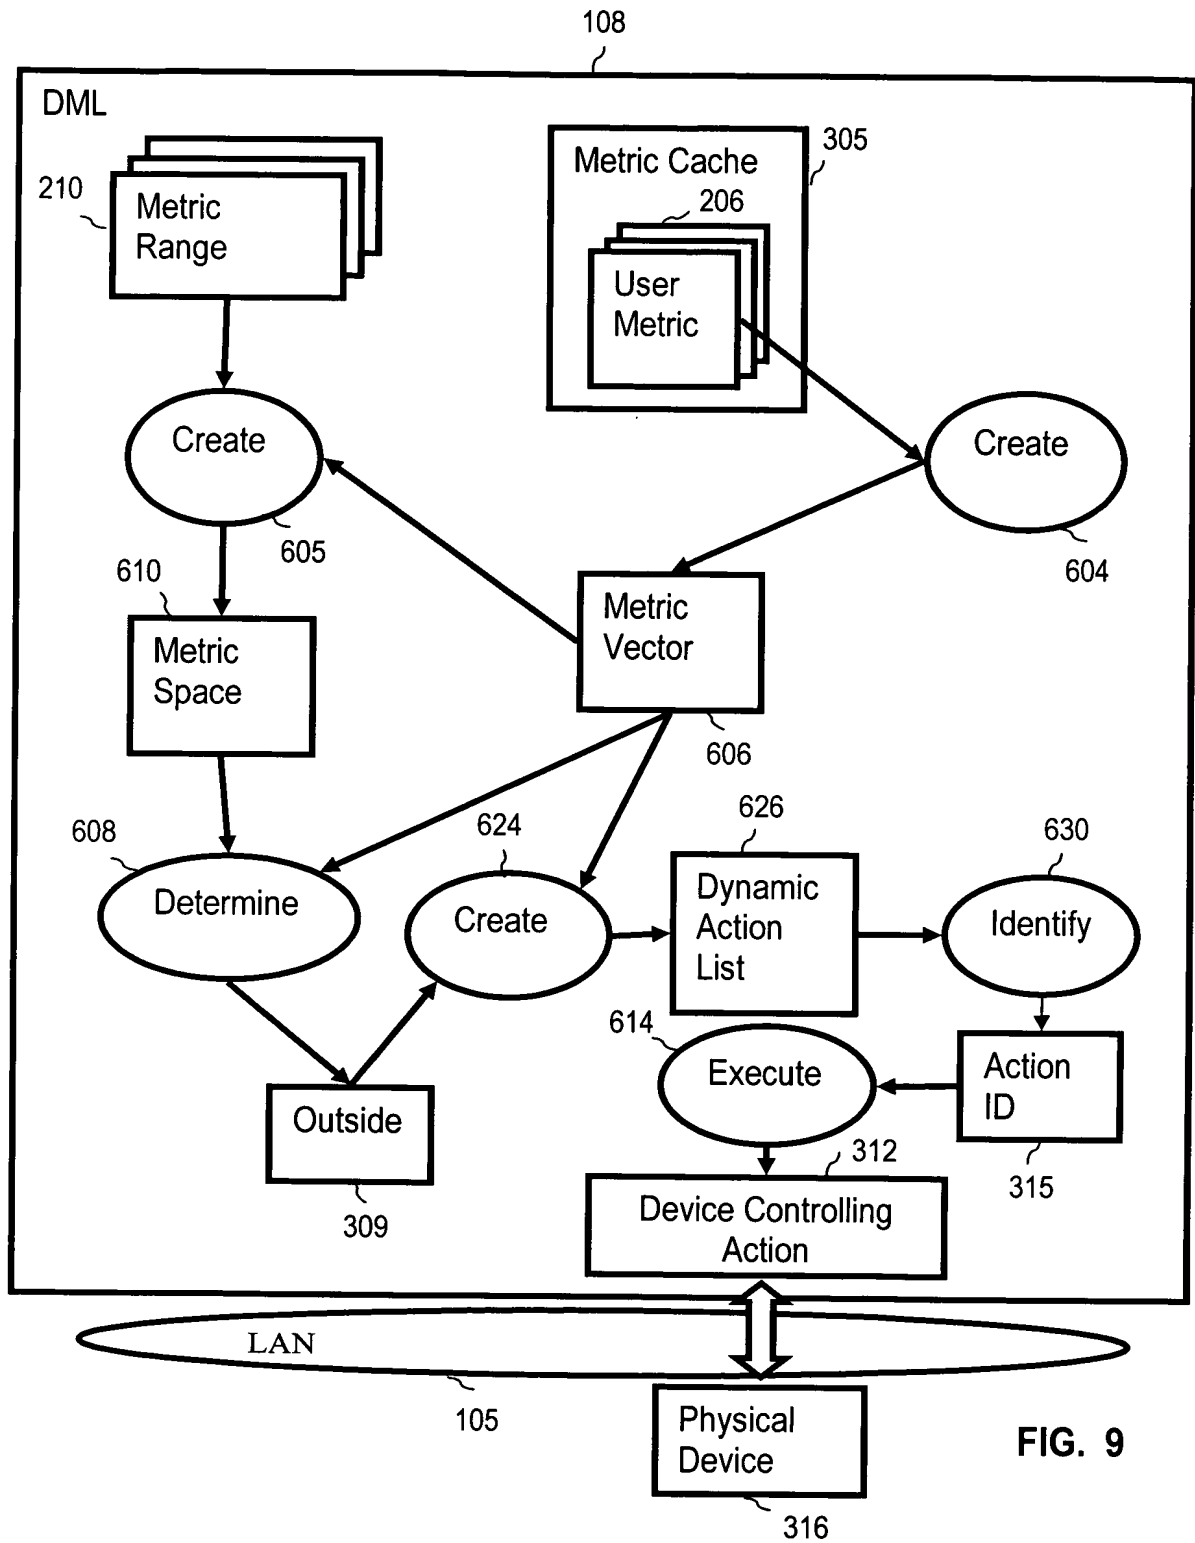 108
DML
Metric Cache
305
210
Metric
Range
206
User
Metric
Create
Create
605
604
610
Metric
Space
Metric
Vector
606
608
624
626
630
Determine
Create
Dynamic
Action
List
Identify
614
Execute
Action
ID
Outside
312
315
309
Device Controlling
Action
LAN
105
Physical
Device
FIG. 9
316